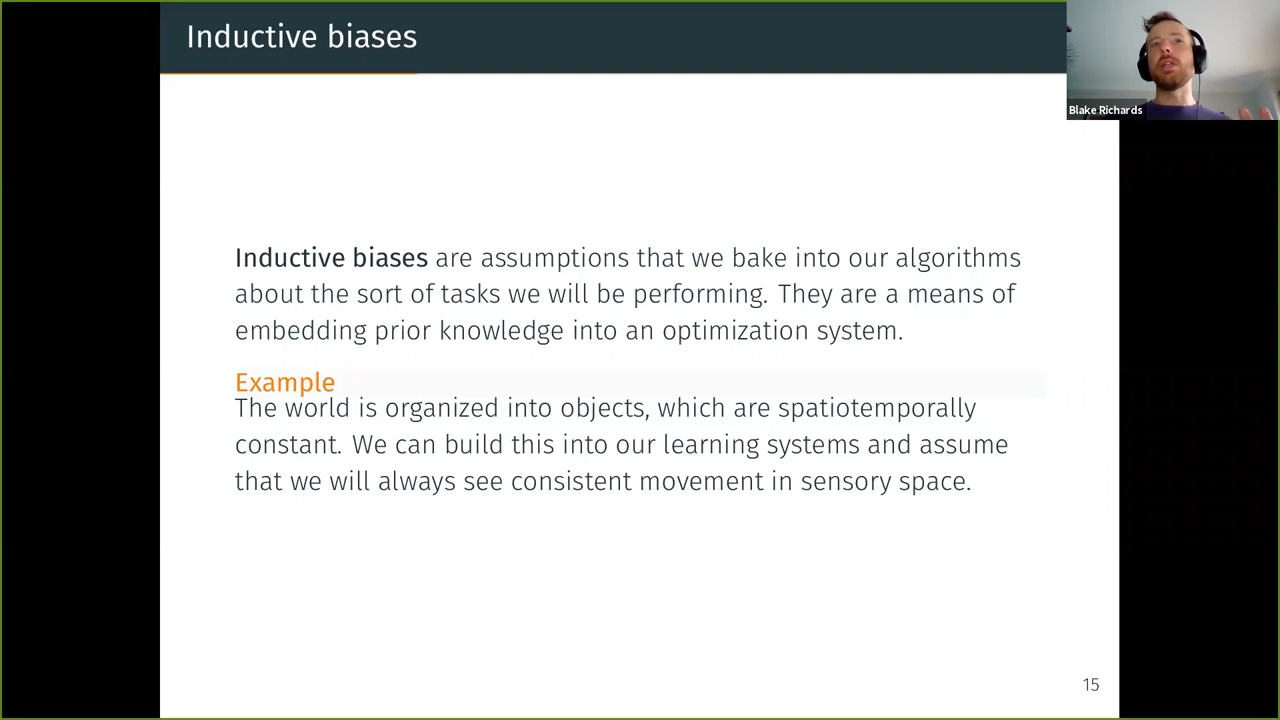 Inductive biases
Blake Richards
Inductive biases are assumptions that we bake into our algorithms
about the sort of tasks we will be performing. They are a means of
embedding prior knowledge into an optimization system.
Example
The world is organized into objects, which are spatiotemporally
constant. We can build this into our learning systems and assume
that we will always see consistent movement in sensory space.
15